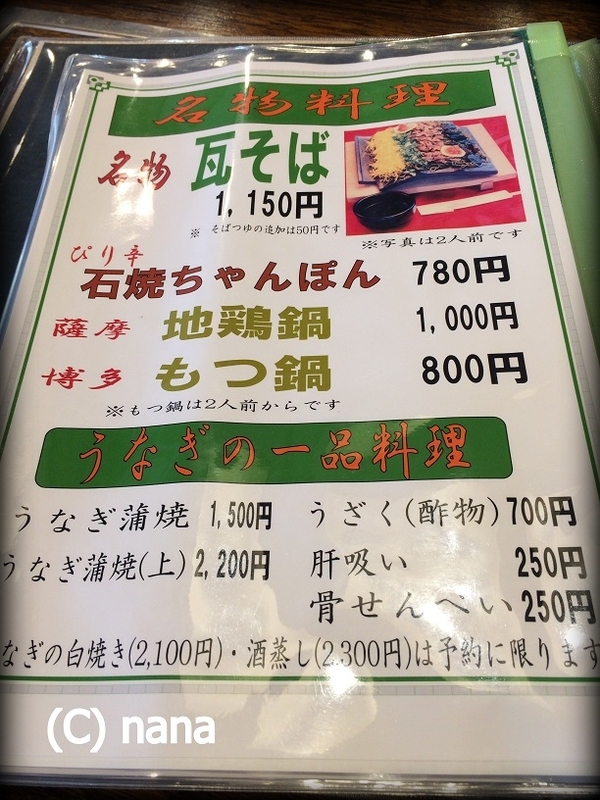 名物料理
名物 瓦そば
1,150円
※ そばつゆの追加は50円です
※写真は2人前です
ぴり辛
石焼ちゃんぽん 780円
薩摩 地鶏鍋 1,000円
博多 もつ鍋 800円
※もつ鍋は2人前からです
うなぎの一品料理
うなぎ蒲焼 1,500円 うざく(酢物) 700円
うなぎ蒲焼(上) 2,200円 肝吸い 250円
骨せんべい 250円
なぎの白焼き(2,100円)・酒蒸し(2,300円)は予約に限ります
(C) nana